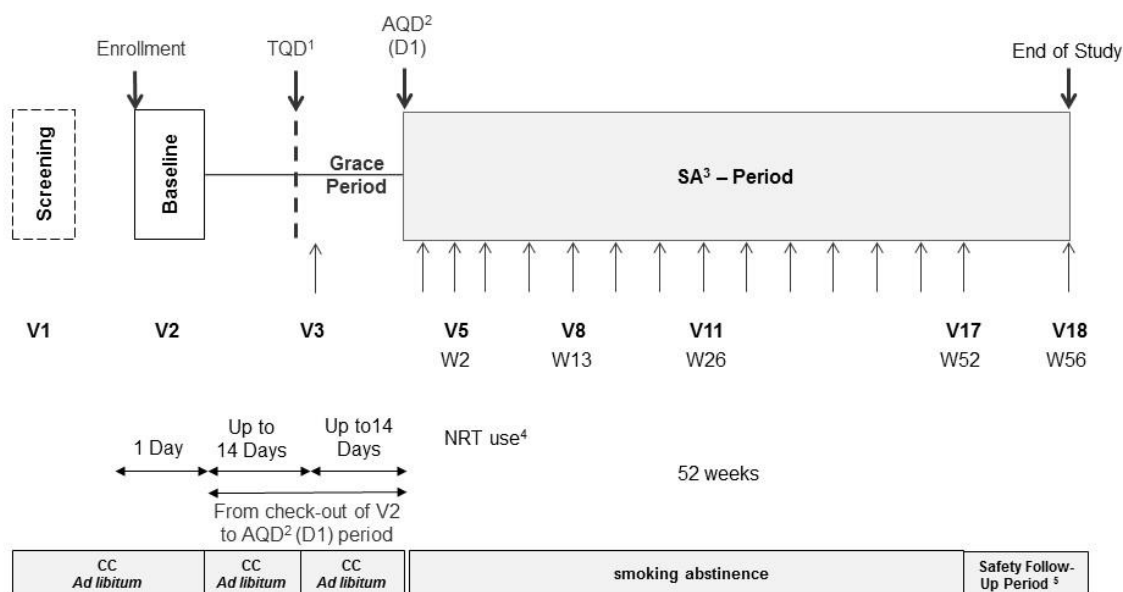 AQD²
(D1)
Enrollment
TQD¹
End of Study
Screening
Baseline
Grace
Period
SA³ – Period
V1
V2
V3
V5
V8
V11
V17
V18
W2
W13
W26
W52
W56
1 Day
Up to
14 Days
Up to14
Days
NRT use⁴
52 weeks
From check-out of V2
to AQD² (D1) period
CC
Ad libitum
CC
Ad libitum
CC
Ad libitum
smoking abstinence
Safety Follow-
Up Period ⁵